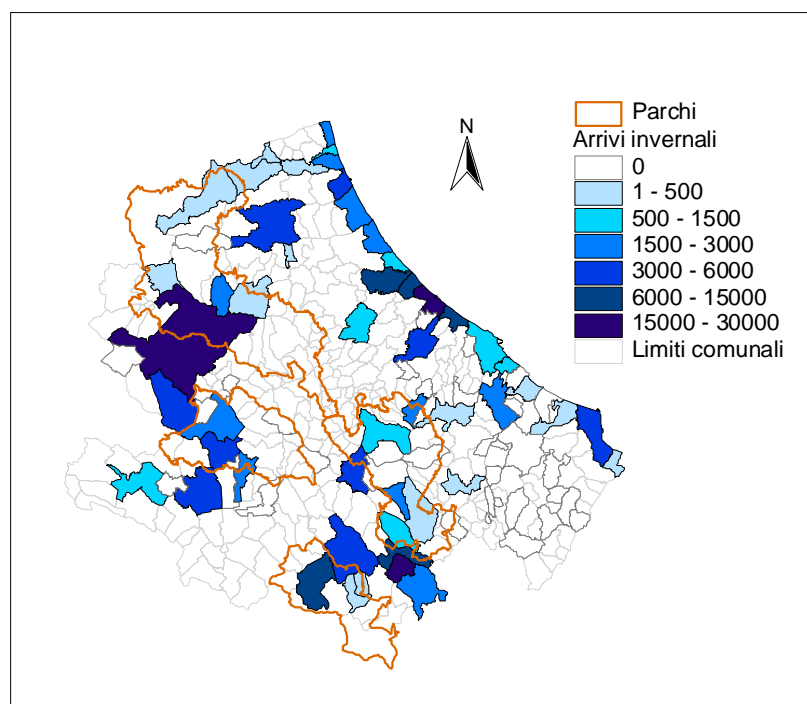 N
Parchi
Arrivi invernali
0
1 - 500
500 - 1500
1500 - 3000
3000 - 6000
6000 - 15000
15000 - 30000
Limiti comunali